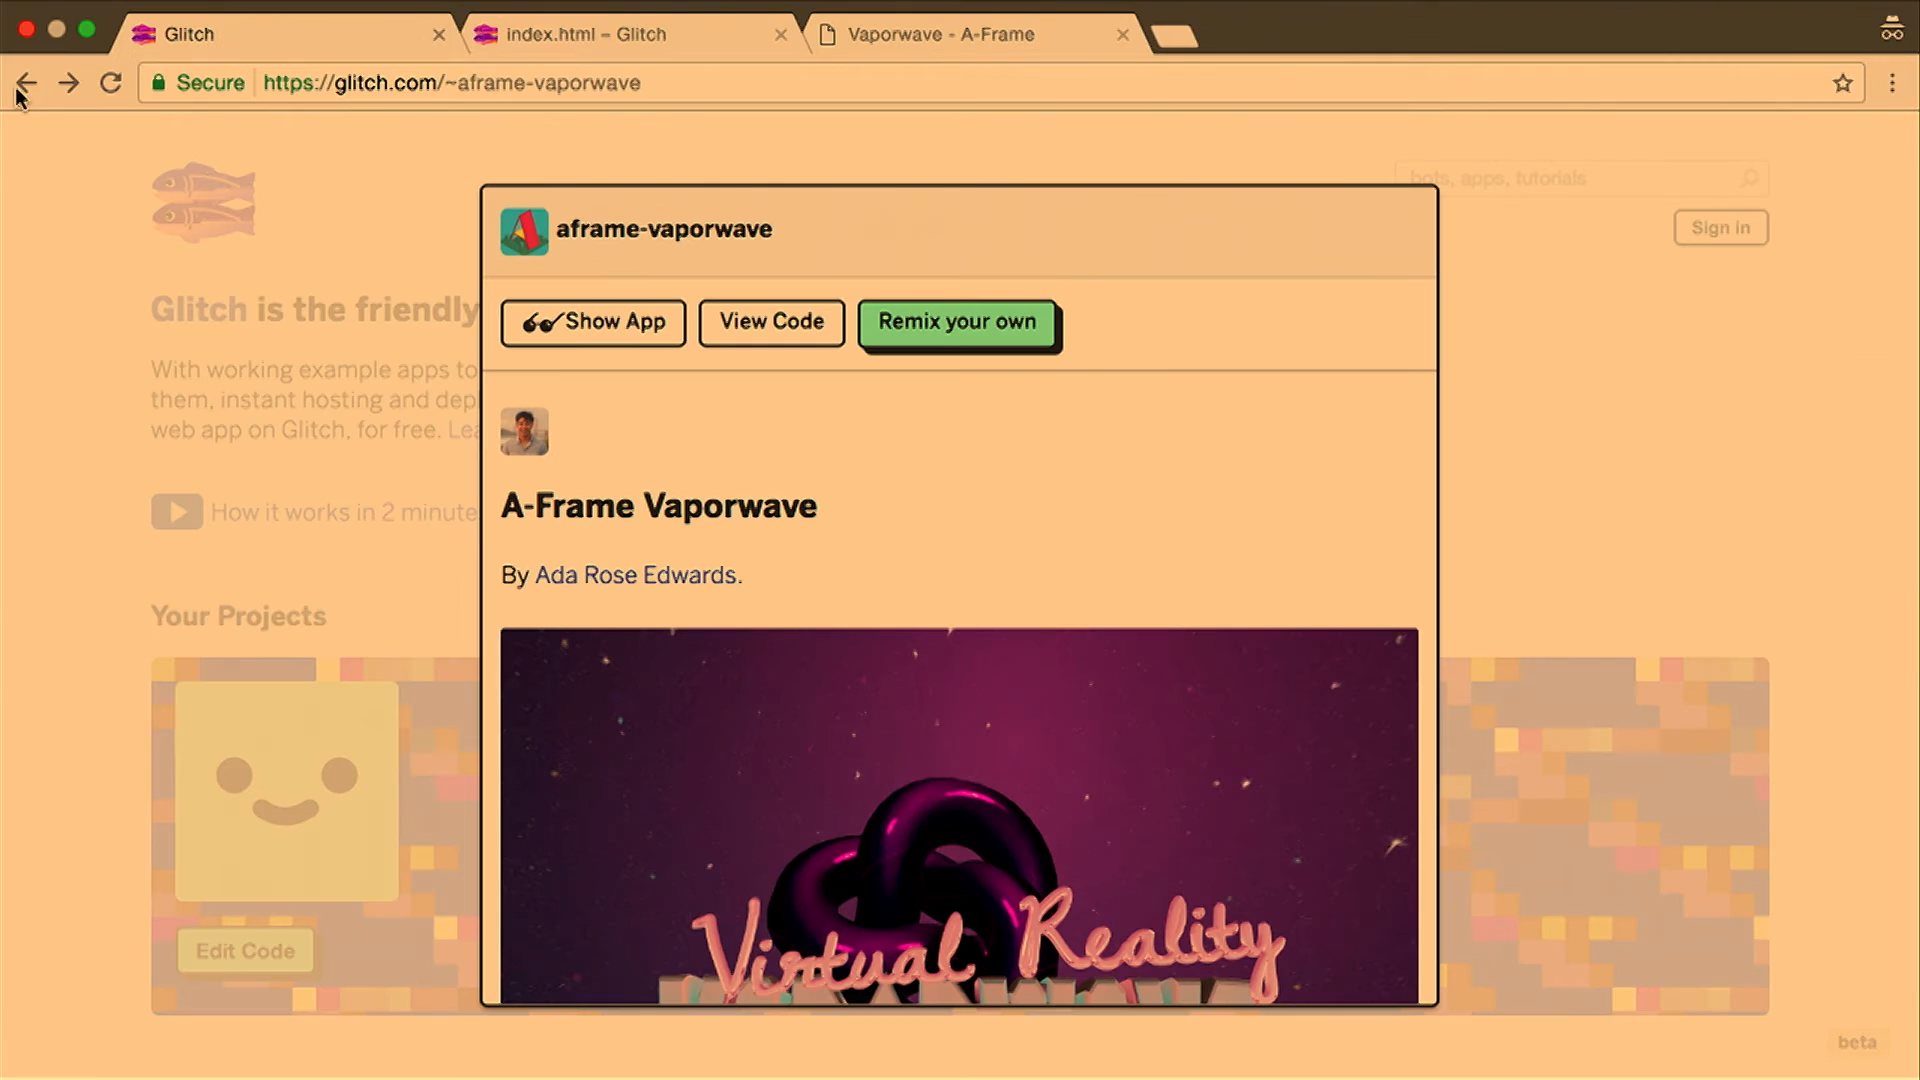 Glitch
index.html – Glitch
Vaporwave - A-Frame
Secure
https://glitch.com/~aframe-vaporwave
bots, apps, tutorials
Sign in
aframe-vaporwave
Show App
View Code
Remix your own
Glitch is the friendly
With working example apps to
them, instant hosting and
web app on Glitch, for free.
How it works in 2
A-Frame Vaporwave
By Ada Rose Edwards.
Your Projects
Edit Code
Virtual Reality
beta